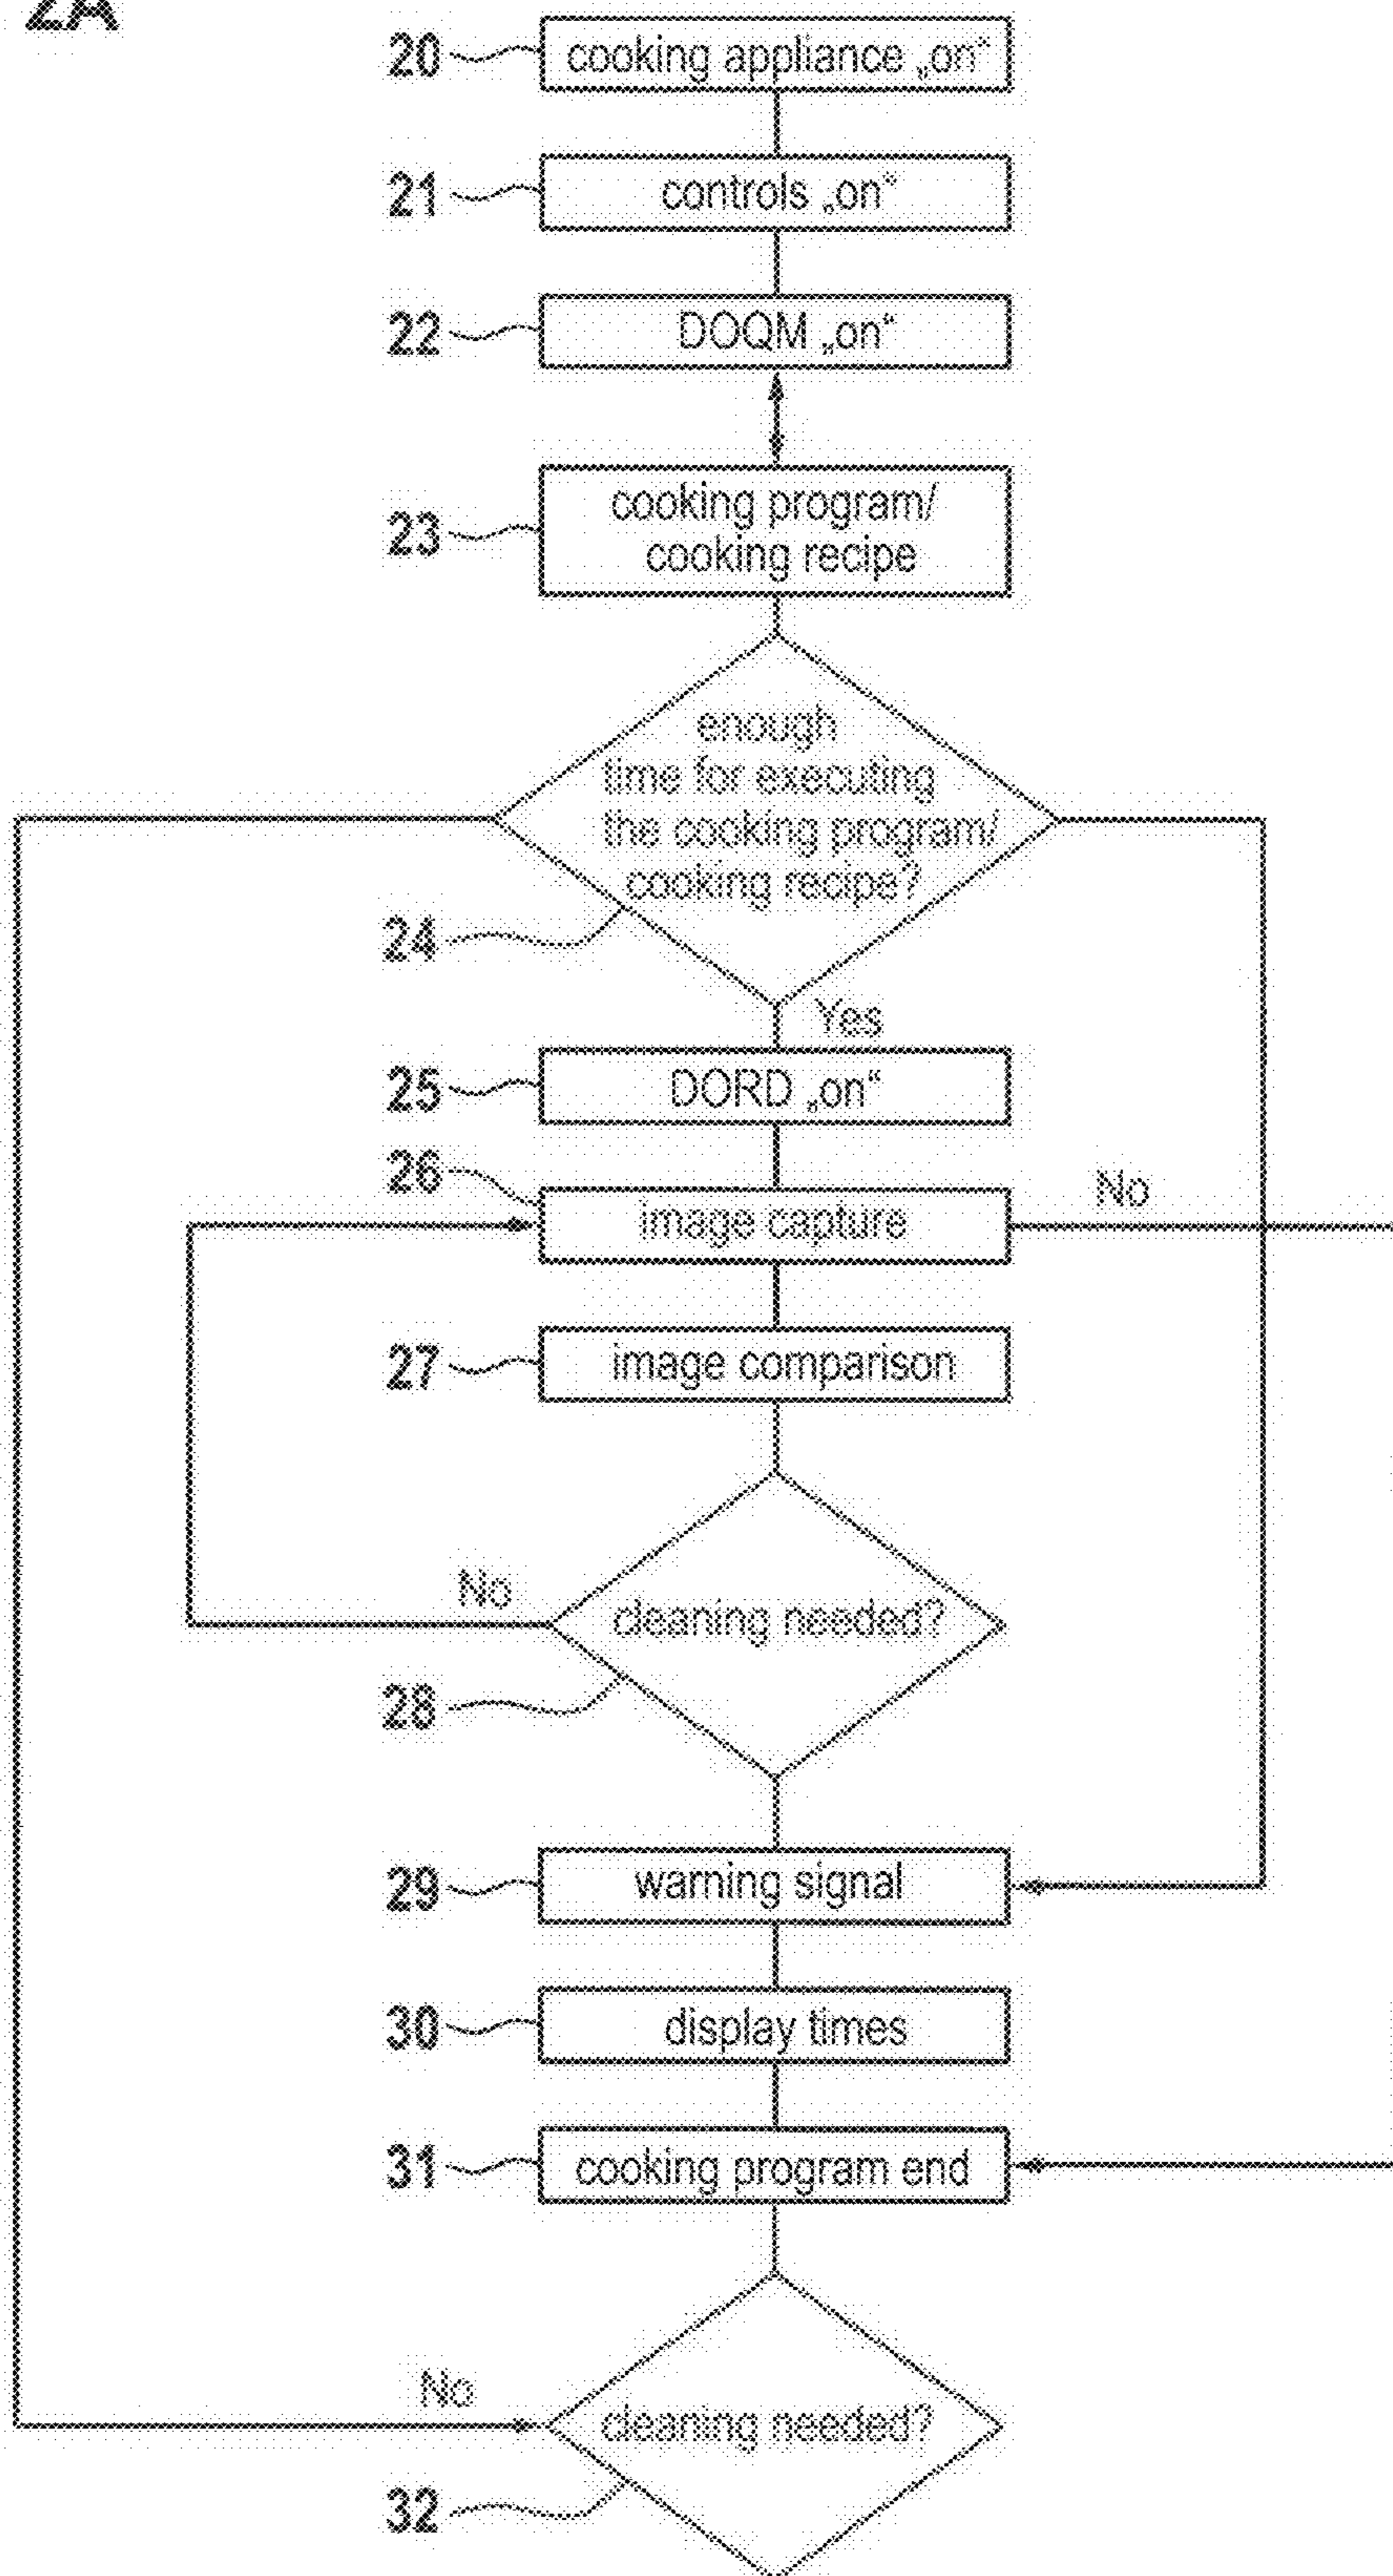 2A
20 cooking appliance „on“
21 controls „on“
22 DOQM „on“
23 cooking program/
cooking recipe
enough
time for executing
the cooking program/
cooking recipe?
24
Yes
25 DORD „on“
26
image capture
No
27 image comparison
No
cleaning needed?
28
29 warning signal
30 display times
31 cooking program end
No
cleaning needed?
32